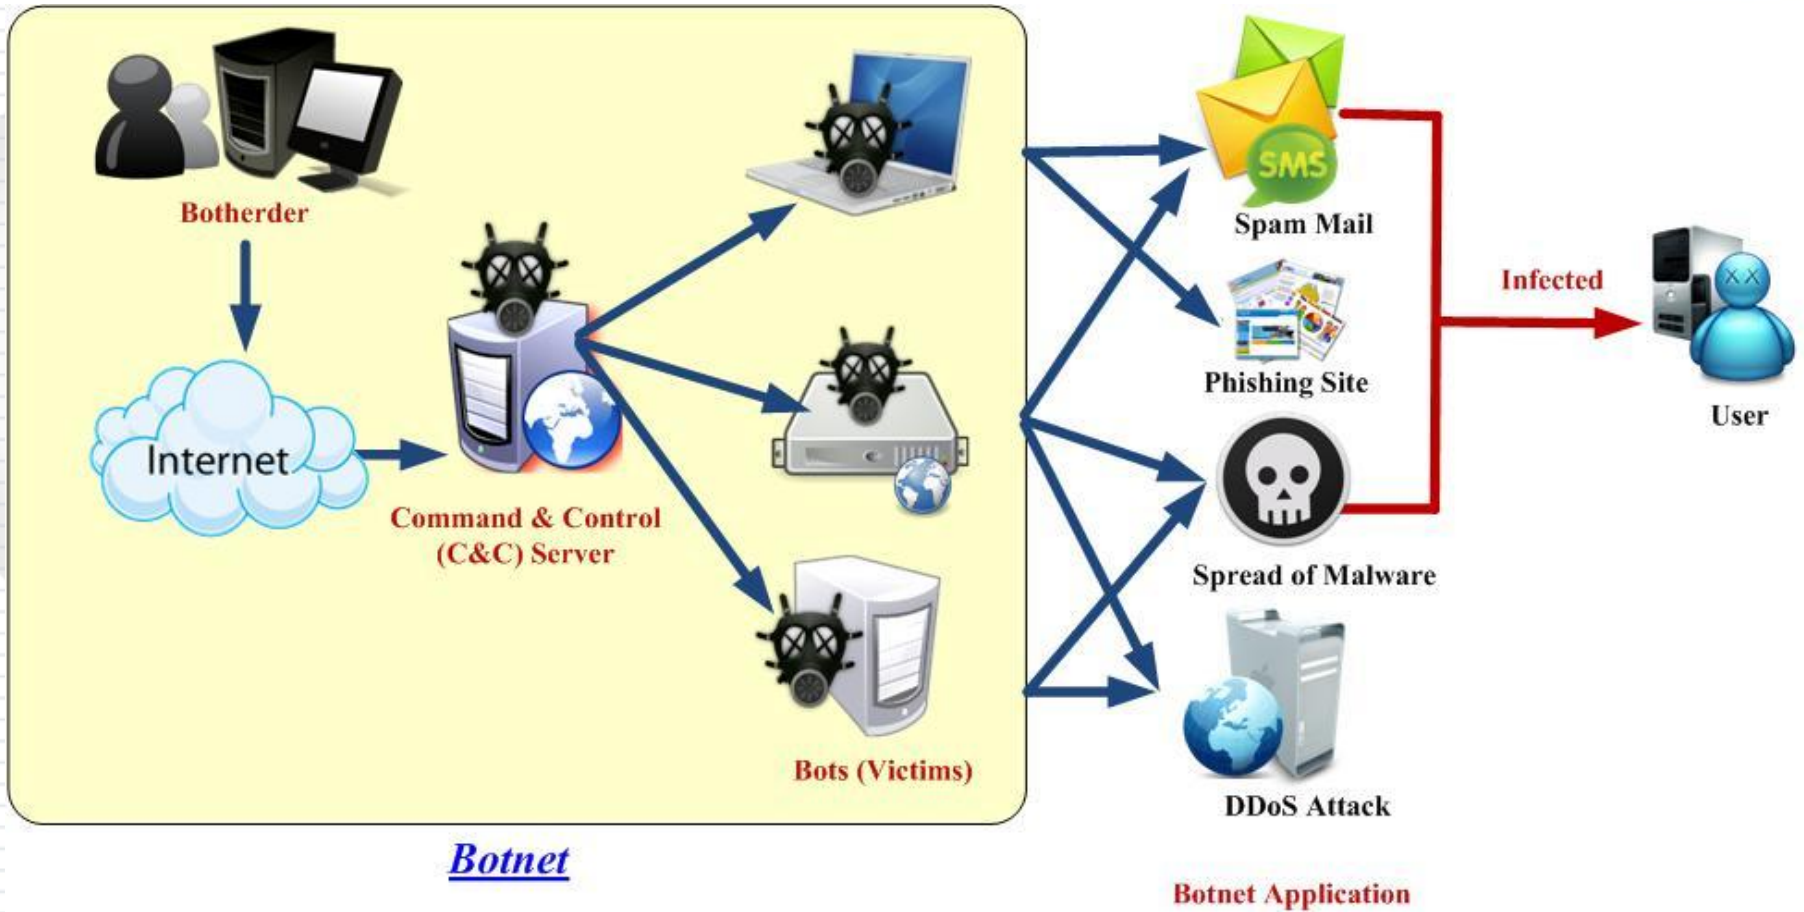 Botherder
Internet
Command & Control
(C&C) Server
Bots (Victims)
Botnet
SMS
Spam Mail
Phishing Site
Spread of Malware
DDoS Attack
Botnet Application
Infected
User